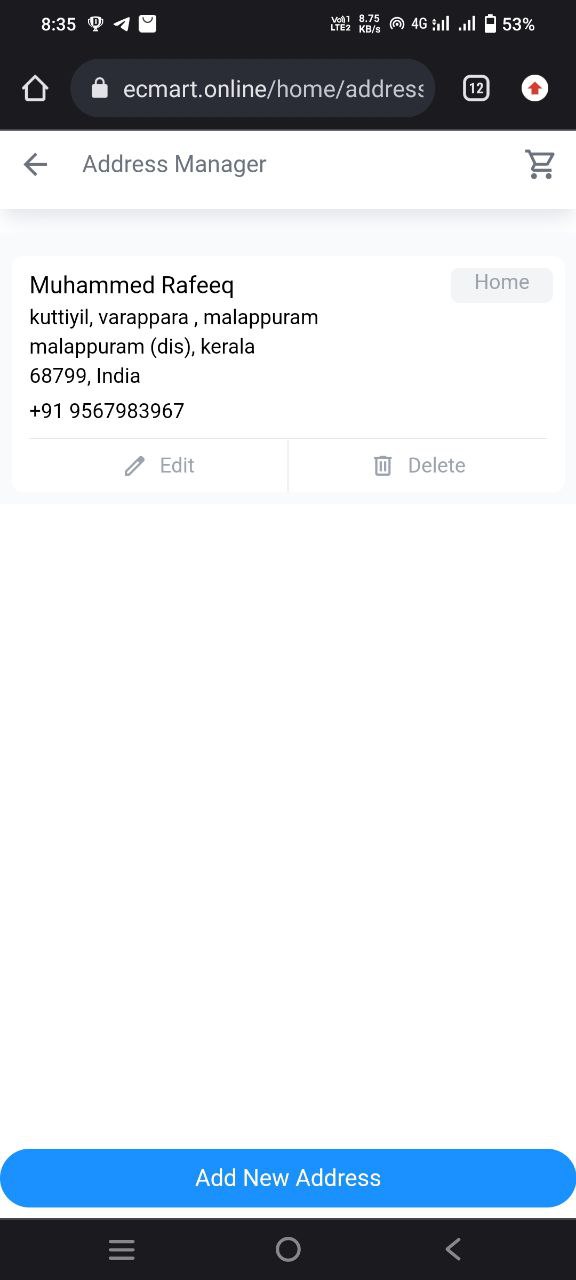 8:35 Vo))1 LTE2 8.75 KB/s 4G 53%
ecmart.online/home/address 12
Address Manager
Muhammed Rafeeq Home
kuttiyil, varappara , malappuram
malappuram (dis), kerala
68799, India
+91 9567983967
Edit Delete
Add New Address